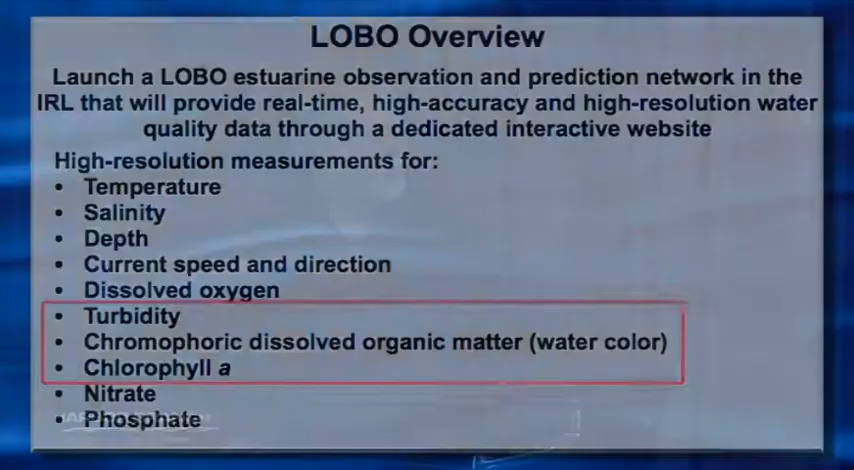 LOBO Overview
Launch a LOBO estuarine observation and prediction network in the
IRL that will provide real-time, high-accuracy and high-resolution water
quality data through a dedicated interactive website
High-resolution measurements for:
• Temperature
• Salinity
• Depth
• Current speed and direction
• Dissolved oxygen
• Turbidity
• Chromophoric dissolved organic matter (water color)
• Chlorophyll a
• Nitrate
• Phosphate